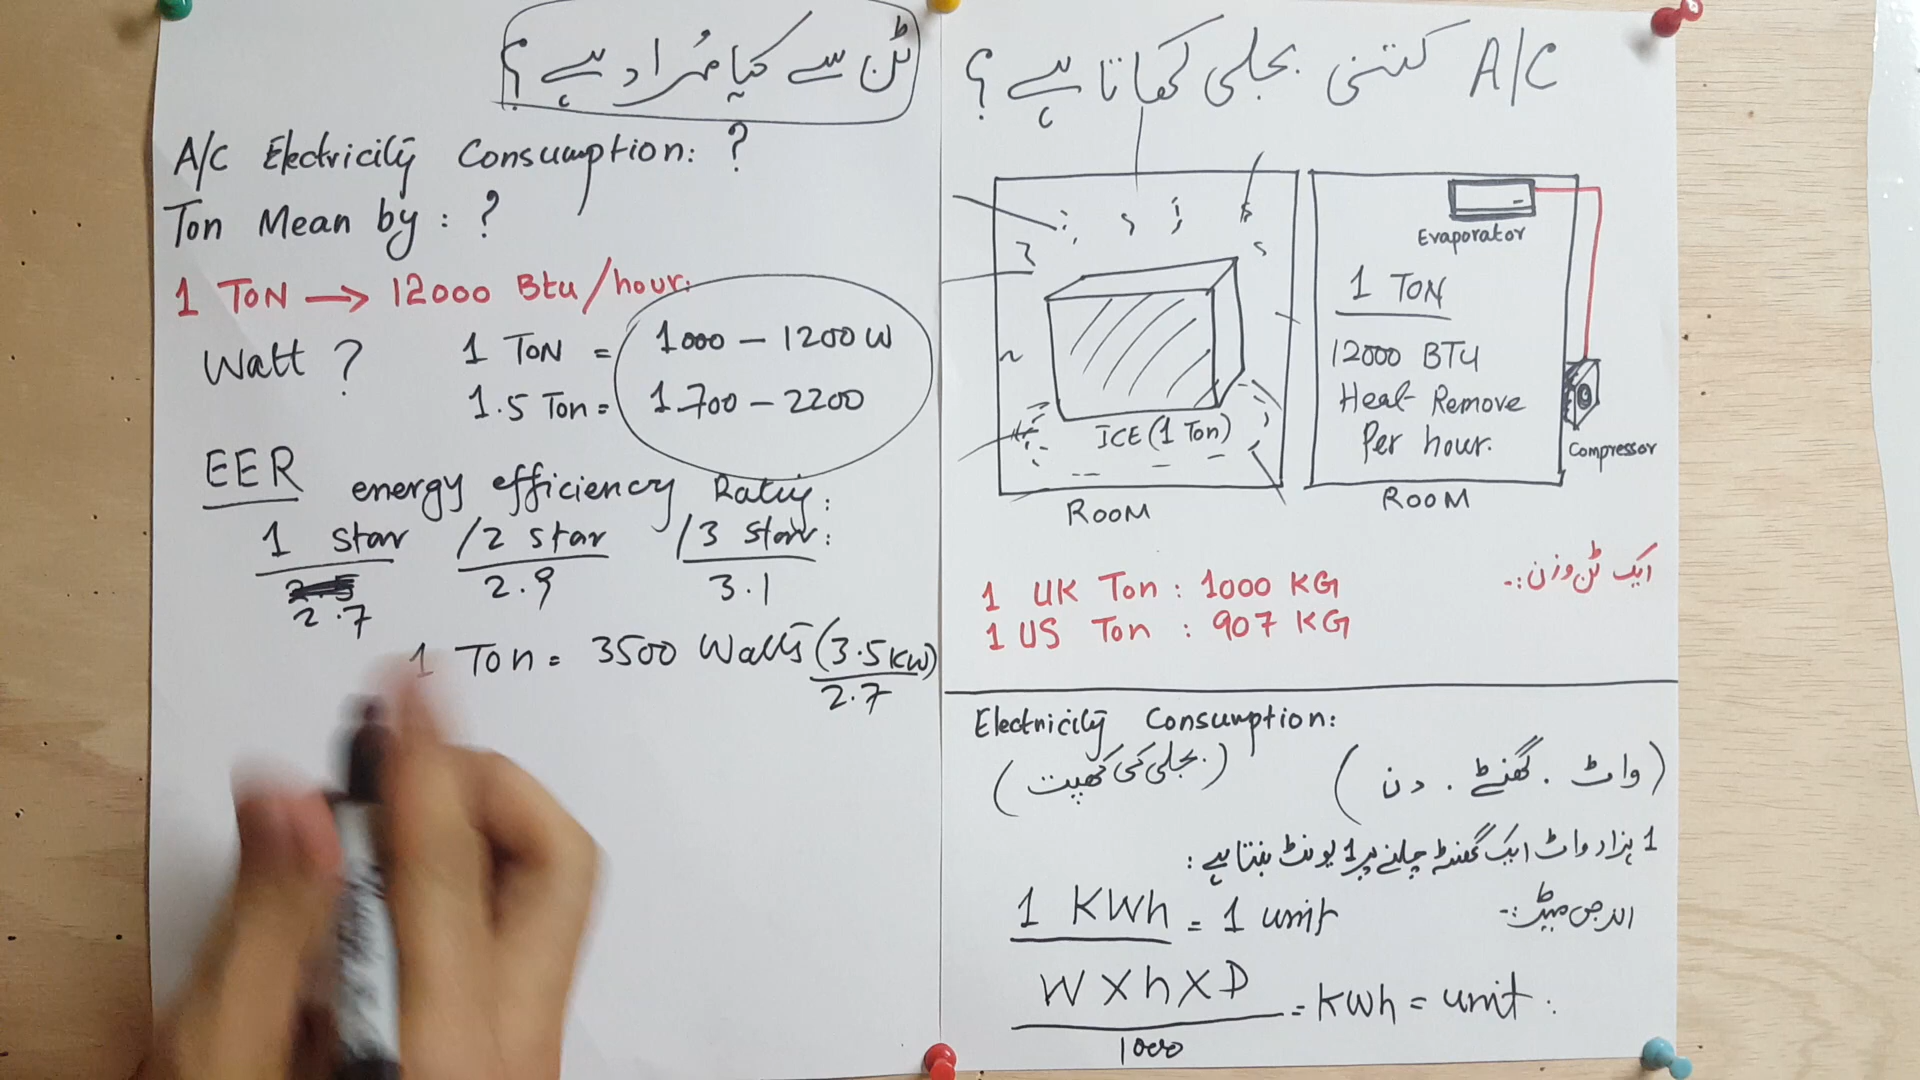 ٹن سے کیا مُراد ہے ؟
A/C Electricity Consumption: ?
Ton Mean by : ?
1 TON → 12000 Btu/hour:
Watt ?
1 TON = 1000 – 1200 W
1.5 Ton = 1700 – 2200
EER energy efficiency Rating:
1 star /2 star /3 star:
2.7 2.9 3.1
1 Ton = 3500 Watts (3.5KW)
2.7
A/C کتنی بجلی کھاتا ہے ؟
ICE (1 Ton)
ROOM
Evaporator
1 TON
12000 BTU
Heat Remove
Per hour.
Compressor
ROOM
ایک ٹن وزن :-
1 UK Ton : 1000 KG
1 US Ton : 907 KG
Electricity Consumption:
(بجلی کی کھپت)
(واٹ . گھنٹے . دن)
1 ہزار واٹ ایک گھنٹہ چلنے پر 1 یونٹ بنتا ہے :
1 KWh = 1 unit
W X h X D = KWh = unit :
1000